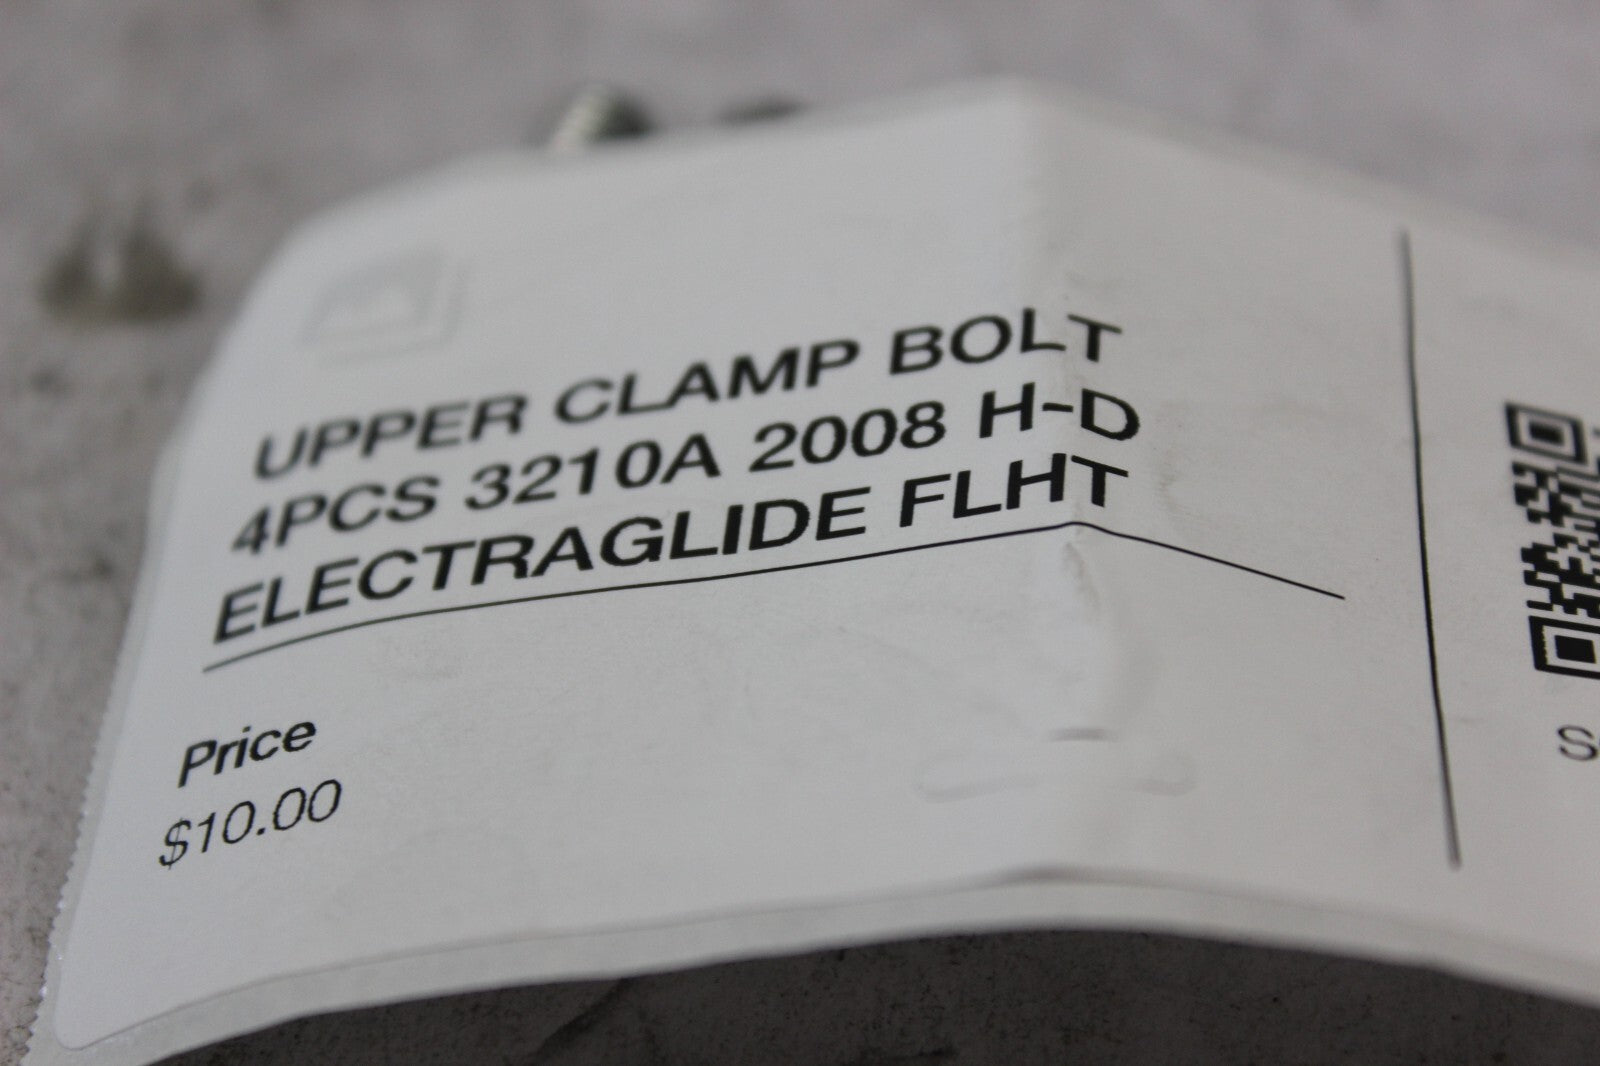 UPPER CLAMP BOLT
4PCS 3210A 2008 H-D
ELECTRAGLIDE FLHT
Price
$10.00